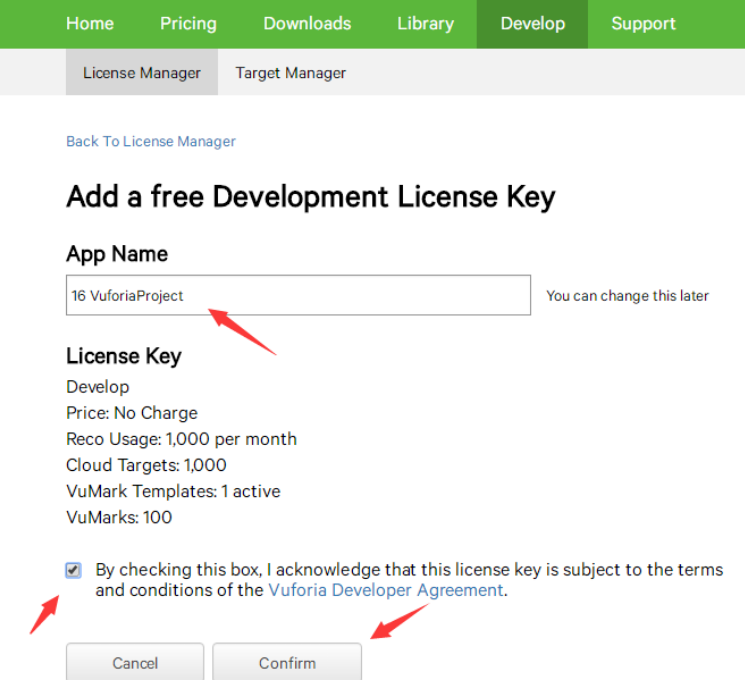 Home Pricing Downloads Library Develop Support
License Manager Target Manager
Back To License Manager
Add a free Development License Key
App Name
16 VuforiaProject You can change this later
License Key
Develop
Price: No Charge
Reco Usage: 1,000 per month
Cloud Targets: 1,000
VuMark Templates: 1 active
VuMarks: 100
By checking this box, I acknowledge that this license key is subject to the terms
and conditions of the Vuforia Developer Agreement.
Cancel Confirm